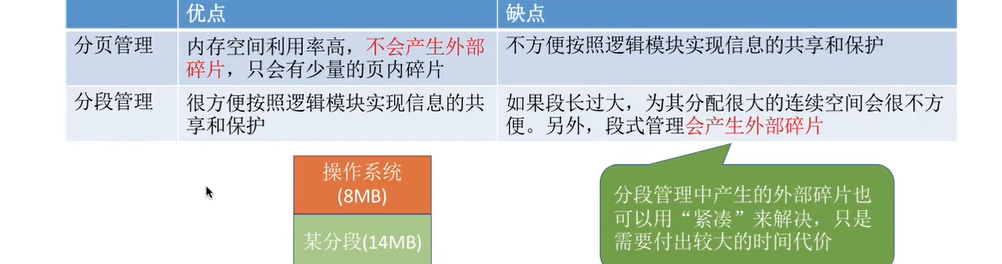 优点
缺点
分页管理
内存空间利用率高，不会产生外部
碎片，只会有少量的页内碎片
不方便按照逻辑模块实现信息的共享和保护
分段管理
很方便按照逻辑模块实现信息的共
享和保护
如果段长过大，为其分配很大的连续空间会很不方
便。另外，段式管理会产生外部碎片
操作系统
(8MB)
某分段(14MB)
分段管理中产生的外部碎片也
可以用“紧凑”来解决，只是
需要付出较大的时间代价